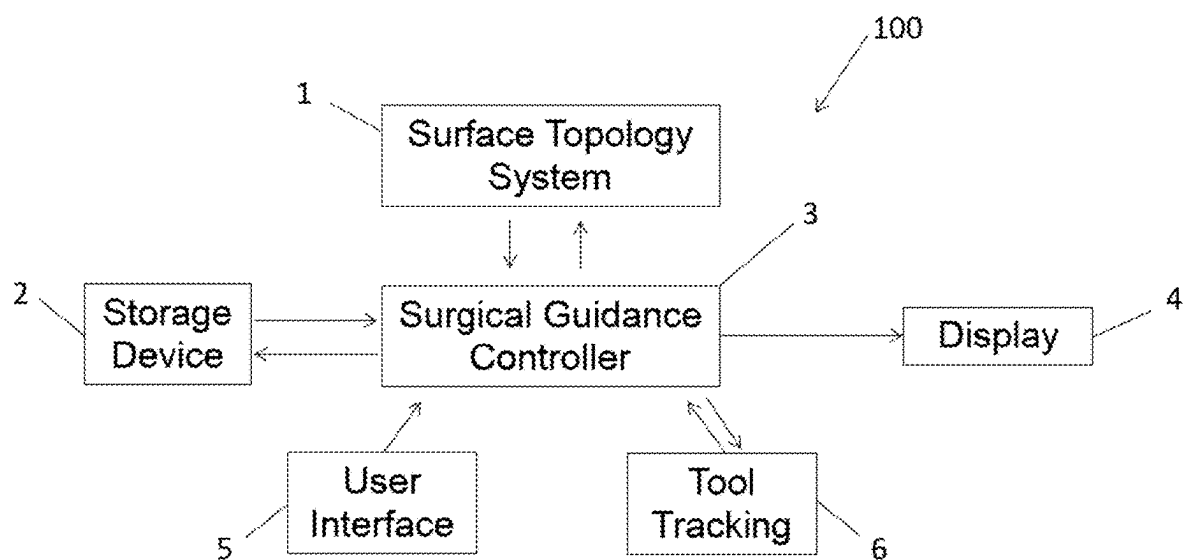 100
1
Surface Topology
System
3
2
Storage
Device
Surgical Guidance
Controller
4
Display
User
Interface
5
Tool
Tracking
6